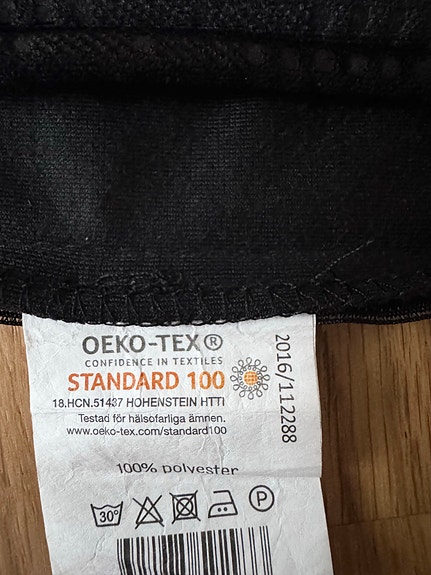 OEKO-TEX®
CONFIDENCE IN TEXTILES
STANDARD 100
18.HCN.51437 HOHENSTEIN HTTI
Testad för hälsofarliga ämnen.
www.oeko-tex.com/standard100
2016/112288
100% polyester
30°
P